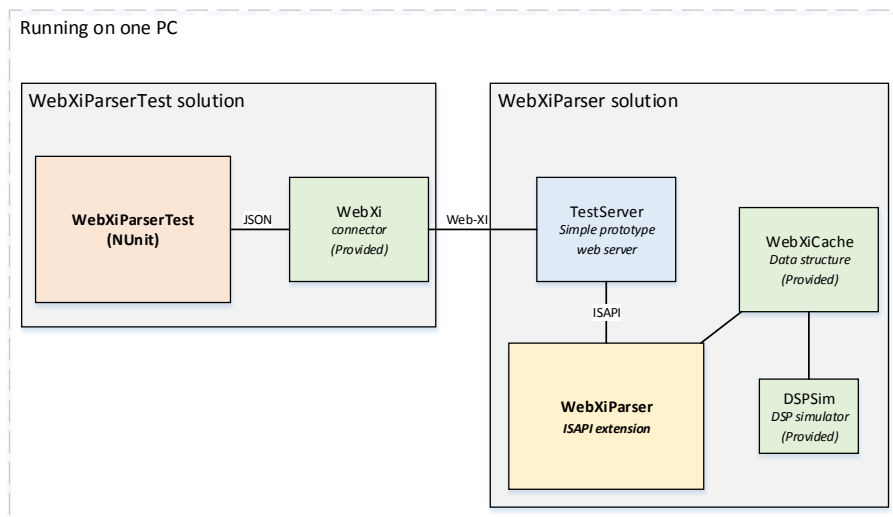 Running on one PC
WebXiParserTest solution
WebXiParser solution
WebXiParserTest
(NUnit)
JSON
WebXi
connector
(Provided)
Web-XI
TestServer
Simple prototype
web server
WebXiCache
Data structure
(Provided)
ISAPI
WebXiParser
ISAPI extension
DSPSim
DSP simulator
(Provided)